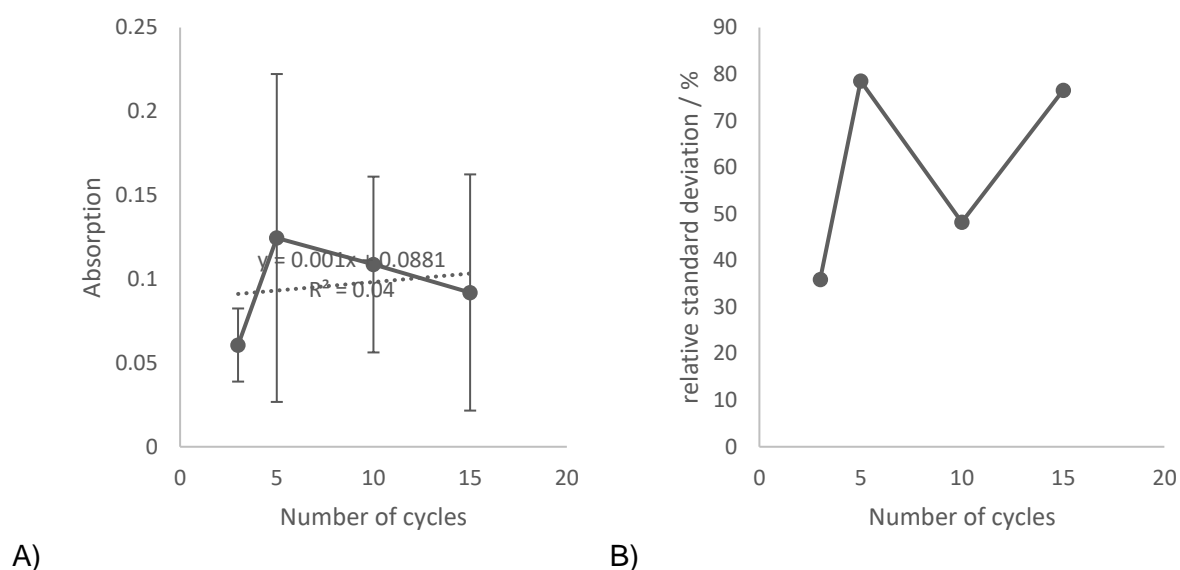 0.25
0.2
0.15
0.1
0.05
0
Absorption
y = 0.001x + 0.0881
R² = 0.04
0 5 10 15 20
Number of cycles
A)
90
80
70
60
50
40
30
20
10
0
relative standard deviation / %
0 5 10 15 20
Number of cycles
B)